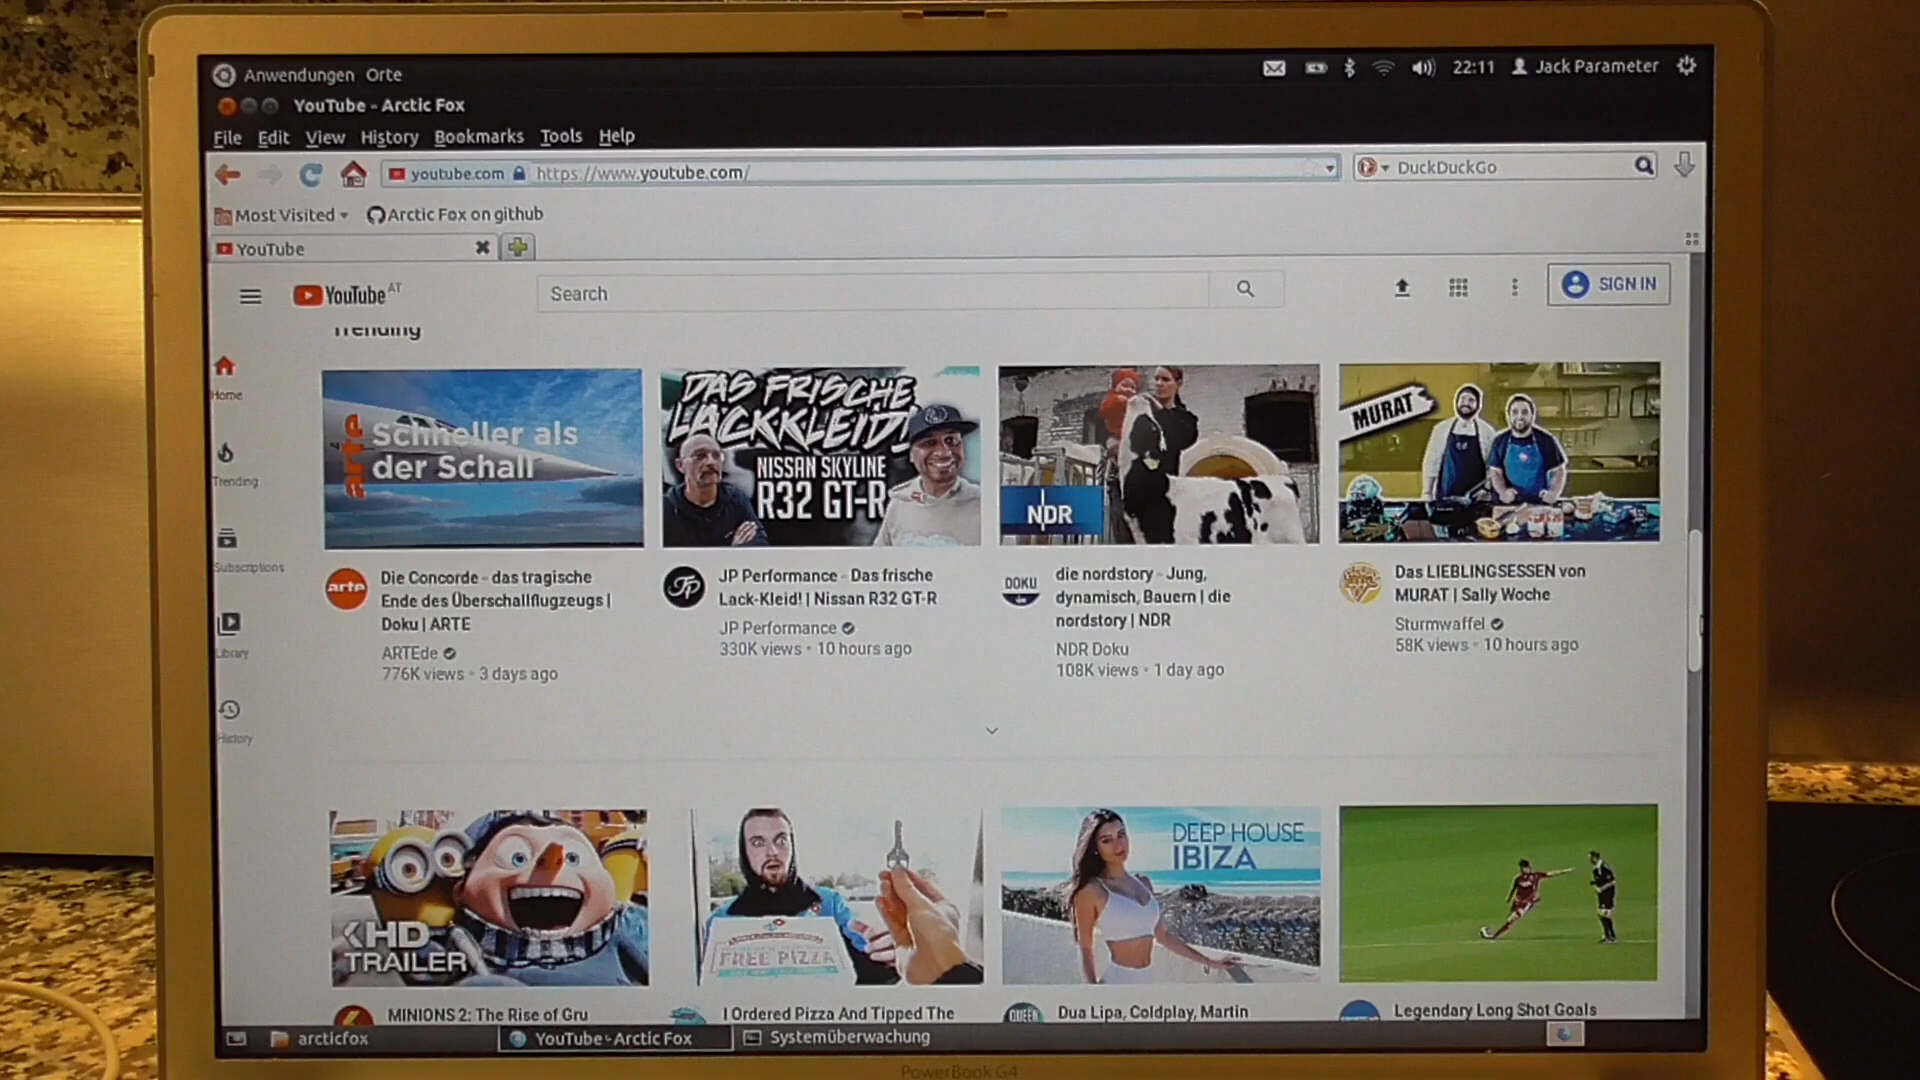 Anwendungen Orte
22:11 Jack Parameter
YouTube - Arctic Fox
File Edit View History Bookmarks Tools Help
youtube.com https://www.youtube.com/
DuckDuckGo
Most Visited Arctic Fox on github
YouTube
YouTube AT
Search
SIGN IN
Trending
Home
Trending
Subscriptions
Library
History
arte
Schneller als
der Schall
DAS FRISCHE
LACKKLEID!
NISSAN SKYLINE
R32 GT-R
NDR
MURAT
arte
Die Concorde - das tragische
Ende des Überschallflugzeugs |
Doku | ARTE
ARTEde
776K views • 3 days ago
JP
JP Performance - Das frische
Lack-Kleid! | Nissan R32 GT-R
JP Performance
330K views • 10 hours ago
DOKU
die nordstory - Jung,
dynamisch, Bauern | die
nordstory | NDR
NDR Doku
108K views • 1 day ago
Das LIEBLINGSESSEN von
MURAT | Sally Woche
Sturmwaffel
58K views • 10 hours ago
KHD
TRAILER
FREE PIZZA
DEEP HOUSE
IBIZA
MINIONS 2: The Rise of Gru
I Ordered Pizza And Tipped The
QUEEN
Dua Lipa, Coldplay, Martin
Legendary Long Shot Goals
arcticfox
YouTube - Arctic Fox
Systemüberwachung
PowerBook G4